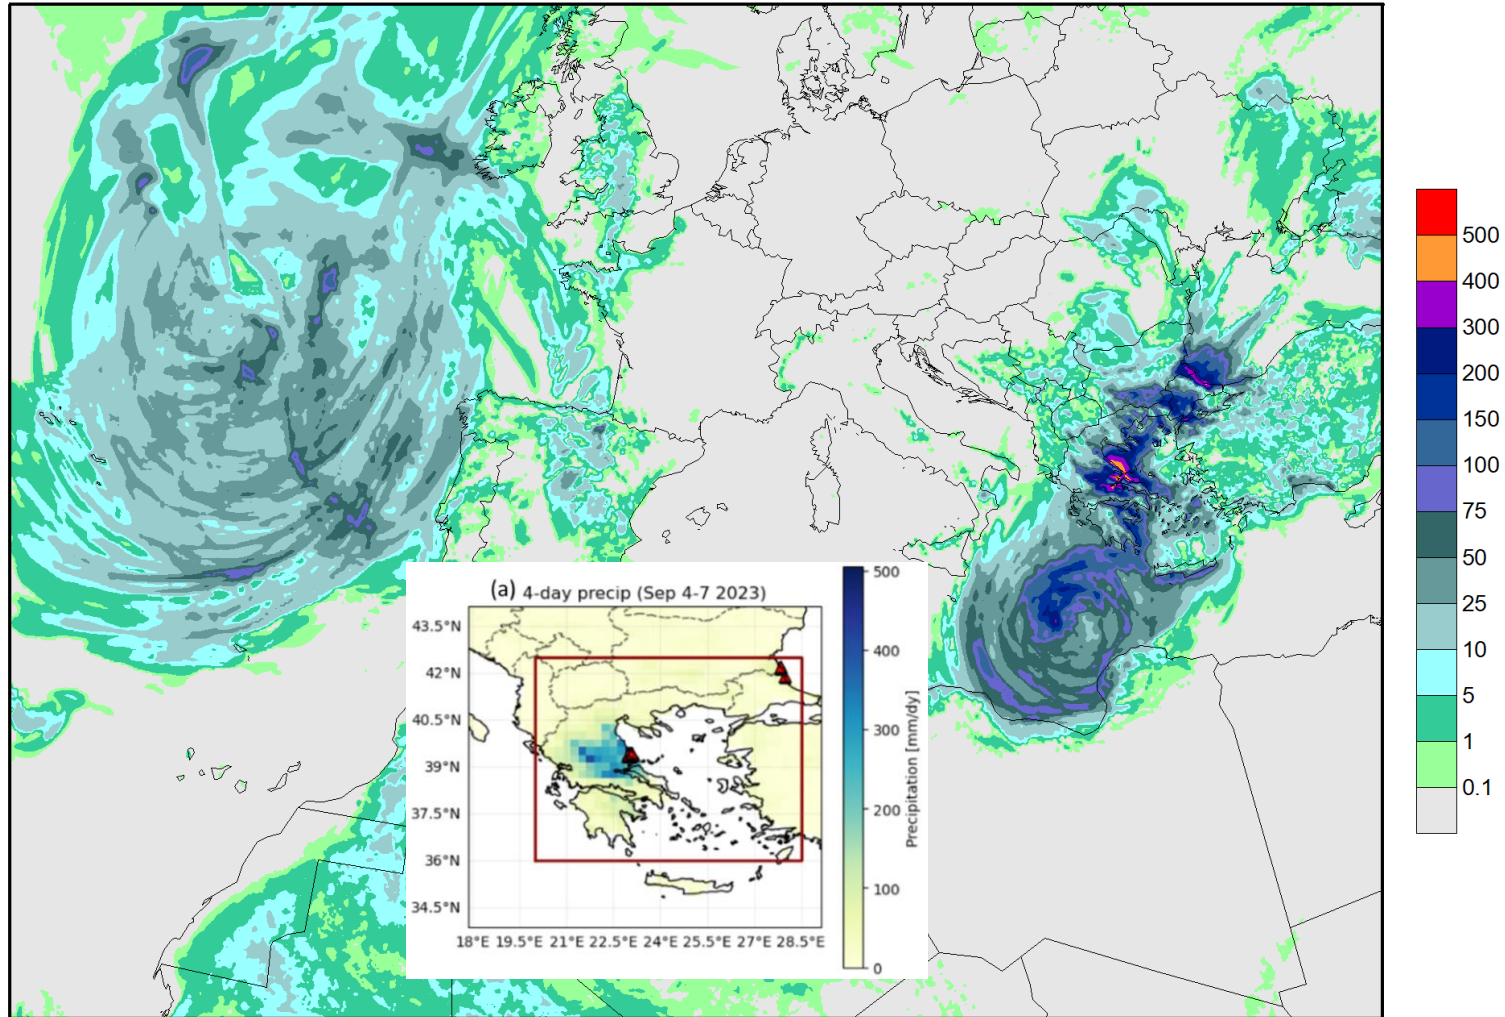 500
400
300
200
150
100
75
50
25
10
5
1
0.1
(a) 4-day precip (Sep 4-7 2023)
43.5°N
42°N
40.5°N
39°N
37.5°N
36°N
34.5°N
18°E 19.5°E 21°E 22.5°E 24°E 25.5°E 27°E 28.5°E
500
400
300
200
100
0
Precipitation [mm/dy]